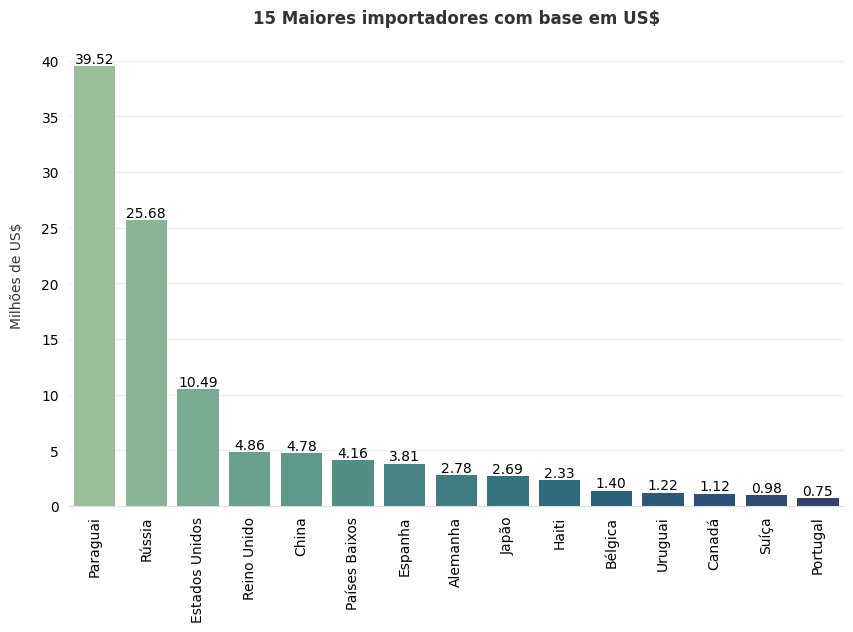 15 Maiores importadores com base em US$
Milhões de US$
40
35
30
25
20
15
10
5
0
39.52
25.68
10.49
4.86
4.78
4.16
3.81
2.78
2.69
2.33
1.40
1.22
1.12
0.98
0.75
Paraguai
Rússia
Estados Unidos
Reino Unido
China
Países Baixos
Espanha
Alemanha
Japão
Haiti
Bélgica
Uruguai
Canadá
Suíça
Portugal